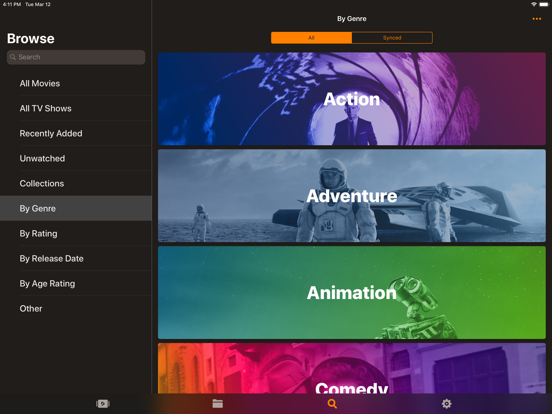 4:11 PM Tue Mar 12
Browse
Search
All Movies
All TV Shows
Recently Added
Unwatched
Collections
By Genre
By Rating
By Release Date
By Age Rating
Other
By Genre
All
Synced
Action
Adventure
Animation
Comedy